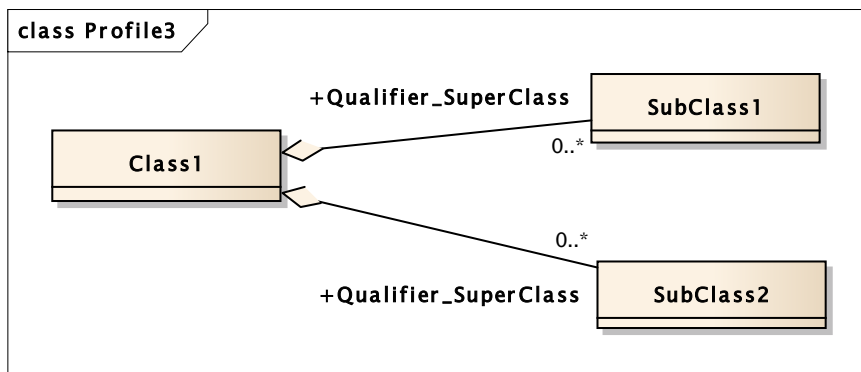 class Profile3
+Qualifier_SuperClass
SubClass1
0..*
Class1
0..*
+Qualifier_SuperClass
SubClass2